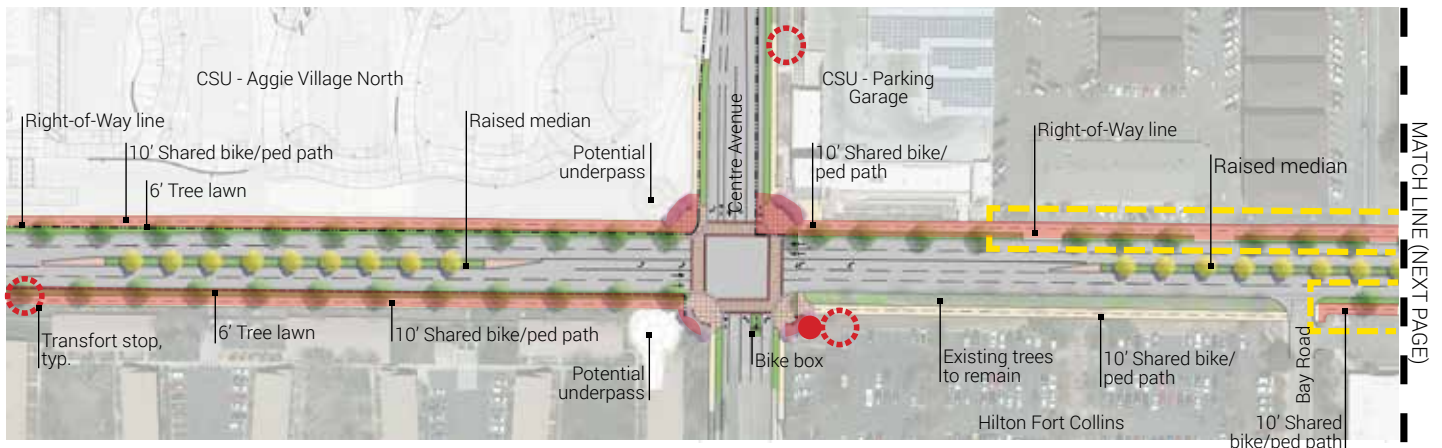 CSU - Aggie Village North
CSU - Parking
Garage
Right-of-Way line
Raised median
10' Shared bike/ped path
6' Tree lawn
Potential
underpass
Centre Avenue
10' Shared bike/
ped path
Right-of-Way line
Raised median
MATCH LINE (NEXT PAGE)
Transfort stop,
typ.
6' Tree lawn
10' Shared bike/ped path
Potential
underpass
Bike box
Existing trees
to remain
10' Shared bike/
ped path
Bay Road
Hilton Fort Collins
10' Shared
bike/ped path